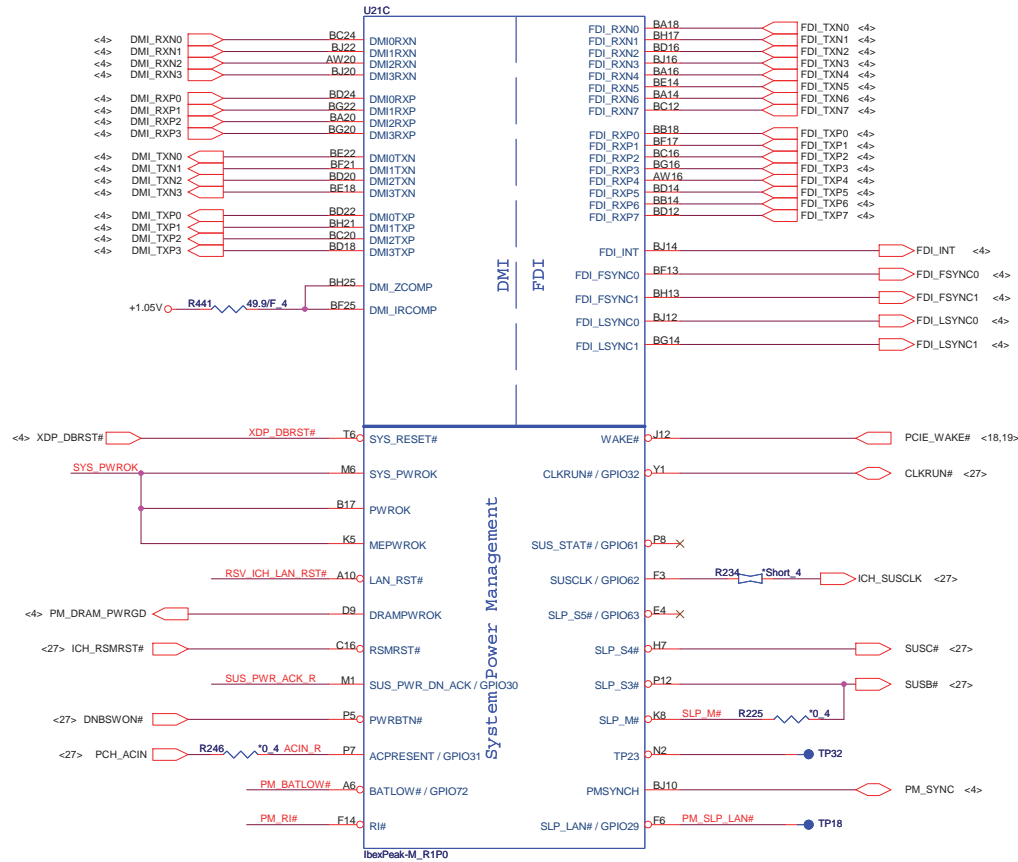 U21C
<4> DMI_RXN0 BC24 DMI0RXN
<4> DMI_RXN1 BJ22 DMI1RXN
<4> DMI_RXN2 AW20 DMI2RXN
<4> DMI_RXN3 BJ20 DMI3RXN
<4> DMI_RXP0 BD24 DMI0RXP
<4> DMI_RXP1 BG22 DMI1RXP
<4> DMI_RXP2 BA20 DMI2RXP
<4> DMI_RXP3 BG20 DMI3RXP
<4> DMI_TXN0 BE22 DMI0TXN
<4> DMI_TXN1 BF21 DMI1TXN
<4> DMI_TXN2 BD20 DMI2TXN
<4> DMI_TXN3 BE18 DMI3TXN
<4> DMI_TXP0 BD22 DMI0TXP
<4> DMI_TXP1 BH21 DMI1TXP
<4> DMI_TXP2 BC20 DMI2TXP
<4> DMI_TXP3 BD18 DMI3TXP
BH25 DMI_ZCOMP
+1.05V R441 49.9/F_4 BF25 DMI_IRCOMP
DMI
FDI
FDI_RXN0 BA18 FDI_TXN0 <4>
FDI_RXN1 BH17 FDI_TXN1 <4>
FDI_RXN2 BD16 FDI_TXN2 <4>
FDI_RXN3 BJ16 FDI_TXN3 <4>
FDI_RXN4 BA16 FDI_TXN4 <4>
FDI_RXN5 BE14 FDI_TXN5 <4>
FDI_RXN6 BA14 FDI_TXN6 <4>
FDI_RXN7 BC12 FDI_TXN7 <4>
FDI_RXP0 BB18 FDI_TXP0 <4>
FDI_RXP1 BF17 FDI_TXP1 <4>
FDI_RXP2 BC16 FDI_TXP2 <4>
FDI_RXP3 BG16 FDI_TXP3 <4>
FDI_RXP4 AW16 FDI_TXP4 <4>
FDI_RXP5 BD14 FDI_TXP5 <4>
FDI_RXP6 BB14 FDI_TXP6 <4>
FDI_RXP7 BD12 FDI_TXP7 <4>
FDI_INT BJ14 FDI_INT <4>
FDI_FSYNC0 BF13 FDI_FSYNC0 <4>
FDI_FSYNC1 BH13 FDI_FSYNC1 <4>
FDI_LSYNC0 BJ12 FDI_LSYNC0 <4>
FDI_LSYNC1 BG14 FDI_LSYNC1 <4>
<4> XDP_DBRST# XDP_DBRST# T6 SYS_RESET#
SYS_PWROK M6 SYS_PWROK
B17 PWROK
K5 MEPWROK
RSV_ICH_LAN_RST# A10 LAN_RST#
<4> PM_DRAM_PWRGD D9 DRAMPWROK
<27> ICH_RSMRST# C16 RSMRST#
SUS_PWR_ACK_R M1 SUS_PWR_DN_ACK / GPIO30
<27> DNBSWON# P5 PWRBTN#
<27> PCH_ACIN R246 *0_4 ACIN_R P7 ACPRESENT / GPIO31
PM_BATLOW# A6 BATLOW# / GPIO72
PM_RI# F14 RI#
System Power Management
WAKE# J12 PCIE_WAKE# <18,19>
CLKRUN# / GPIO32 Y1 CLKRUN# <27>
SUS_STAT# / GPIO61 P8
SUSCLK / GPIO62 F3 R234 *Short_4 ICH_SUSCLK <27>
SLP_S5# / GPIO63 E4
SLP_S4# H7 SUSC# <27>
SLP_S3# P12 SUSB# <27>
SLP_M# K8 SLP_M# R225 *0_4
TP23 N2 TP32
PMSYNCH BJ10 PM_SYNC <4>
SLP_LAN# / GPIO29 F6 PM_SLP_LAN# TP18
IbexPeak-M_R1P0